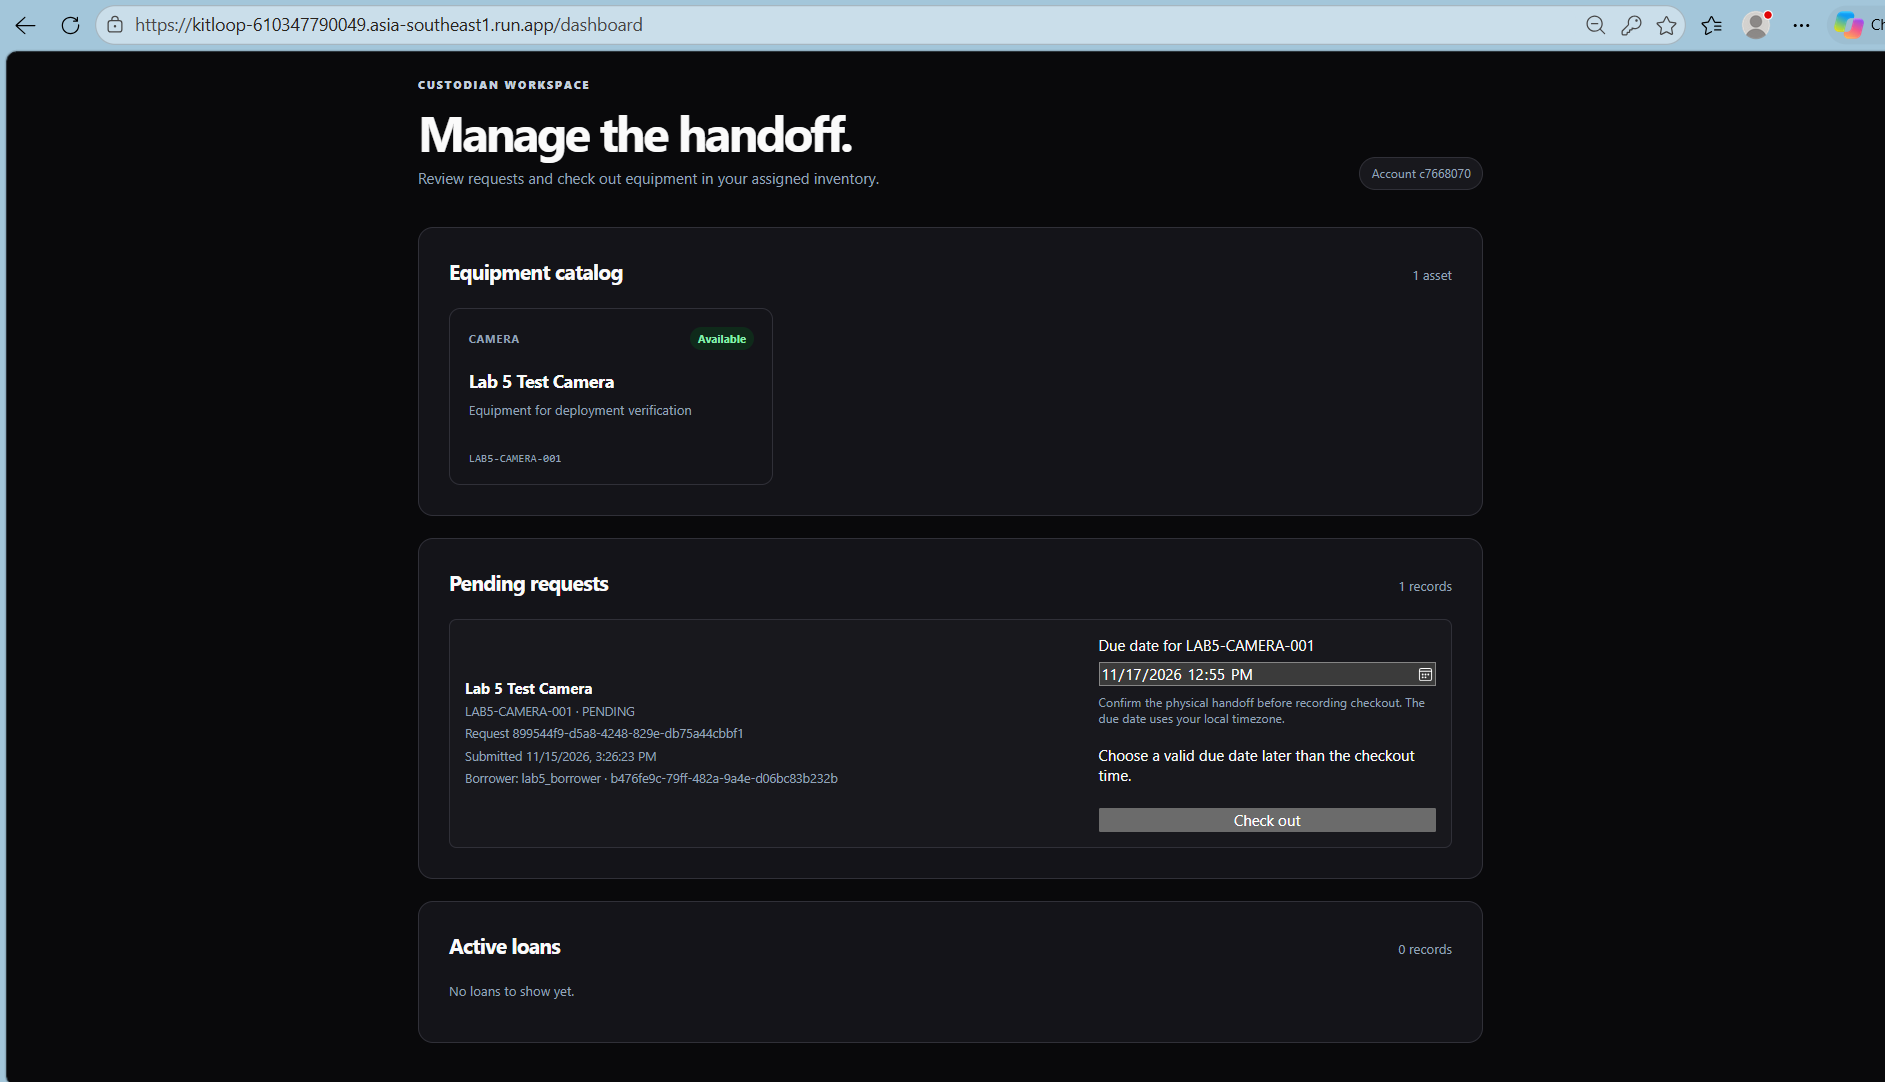 https://kitloop-610347790049.asia-southeast1.run.app/dashboard
CUSTODIAN WORKSPACE
Manage the handoff.
Review requests and check out equipment in your assigned inventory.
Account c7668070
Equipment catalog
1 asset
CAMERA
Available
Lab 5 Test Camera
Equipment for deployment verification
LAB5-CAMERA-001
Pending requests
1 records
Lab 5 Test Camera
LAB5-CAMERA-001 · PENDING
Request 899544f9-d5a8-4248-829e-db75a44cbbf1
Submitted 11/15/2026, 3:26:23 PM
Borrower: lab5_borrower · b476fe9c-79ff-482a-9a4e-d06bc83b232b
Due date for LAB5-CAMERA-001
11/17/2026 12:55 PM
Confirm the physical handoff before recording checkout. The
due date uses your local timezone.
Choose a valid due date later than the checkout
time.
Check out
Active loans
0 records
No loans to show yet.